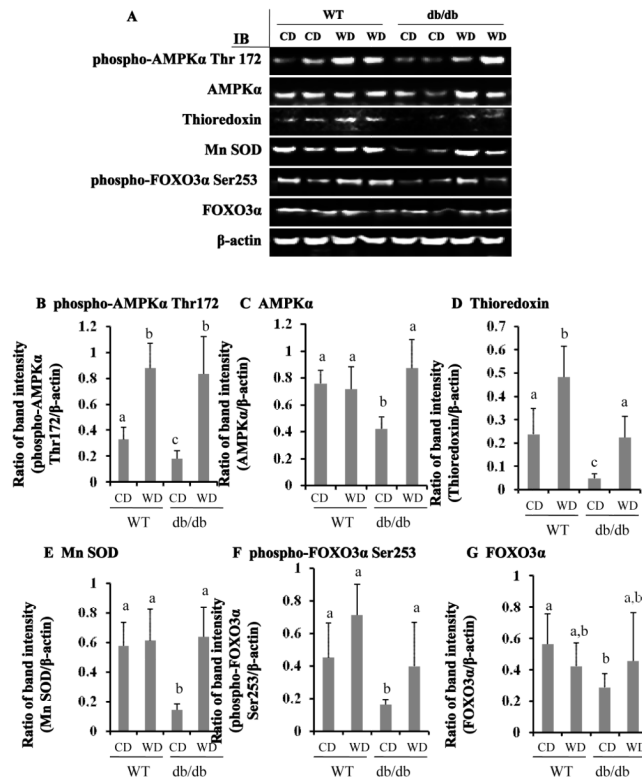 A
WT db/db
IB CD CD WD WD CD CD WD WD
phospho-AMPKα Thr 172
AMPKα
Thioredoxin
Mn SOD
phospho-FOXO3α Ser253
FOXO3α
β-actin
B phospho-AMPKα Thr172
Ratio of band intensity
(phospho-AMPKα
Thr172/β-actin)
1.2
1
0.8
0.6
0.4
0.2
0
a b c b
CD WD CD WD
WT db/db
C AMPKα
Ratio of band intensity
(AMPKα/β-actin)
1.2
1
0.8
0.6
0.4
0.2
0
a a b a
CD WD CD WD
WT db/db
D Thioredoxin
Ratio of band intensity
(Thioredoxin/β-actin)
0.7
0.6
0.5
0.4
0.3
0.2
0.1
0
a b c a
CD WD CD WD
WT db/db
E Mn SOD
Ratio of band intensity
(Mn SOD/β-actin)
1
0.8
0.6
0.4
0.2
0
a a b a
CD WD CD WD
WT db/db
F phospho-FOXO3α Ser253
Ratio of band intensity
(phospho-FOXO3α
Ser253/β-actin)
1
0.8
0.6
0.4
0.2
0
a a b a
CD WD CD WD
WT db/db
G FOXO3α
Ratio of band intensity
(FOXO3α/β-actin)
0.8
0.6
0.4
0.2
0
a a,b b a,b
CD WD CD WD
WT db/db